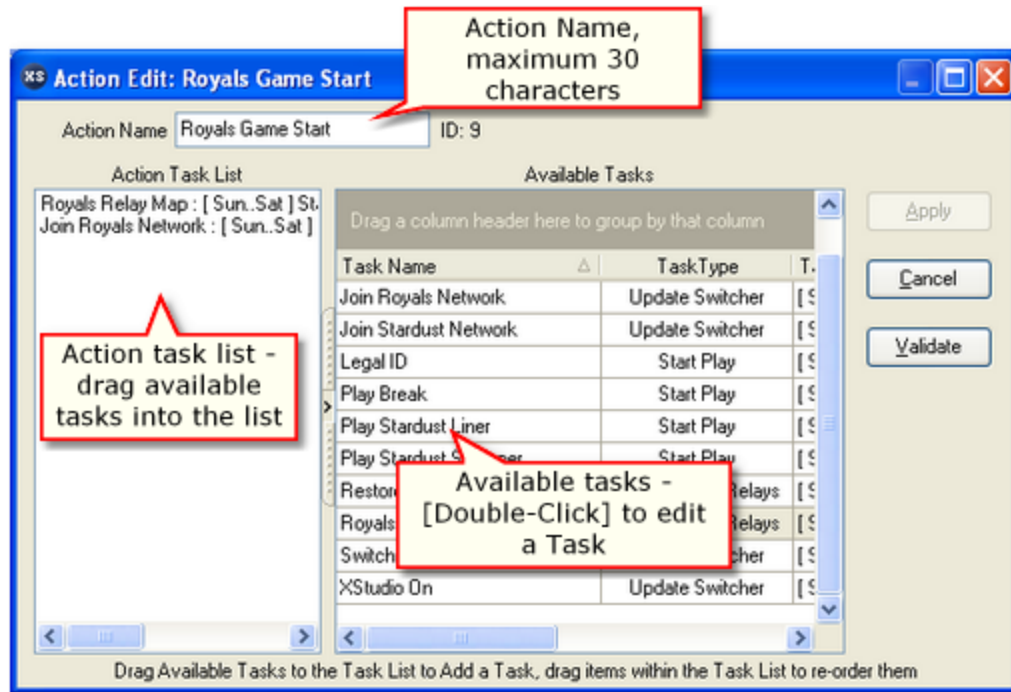 Action Name,
maximum 30
characters
XS Action Edit: Royals Game Start
Action Name Royals Game Start ID: 9
Action Task List
Available Tasks
Royals Relay Map : [ Sun..Sat ]
Join Royals Network : [ Sun..Sat ]
Drag a column header here to group by that column
Task Name TaskType
Join Royals Network Update Switcher
Join Stardust Network Update Switcher
Legal ID Start Play
Play Break Start Play
Play Stardust Liner Start Play
Play Stardust Start Play
Relays
Royals Relays
XStudio On Update Switcher
Action task list -
drag available
tasks into the list
Available tasks -
[Double-Click] to edit
a Task
Apply
Cancel
Validate
Drag Available Tasks to the Task List to Add a Task, drag items within the Task List to re-order them